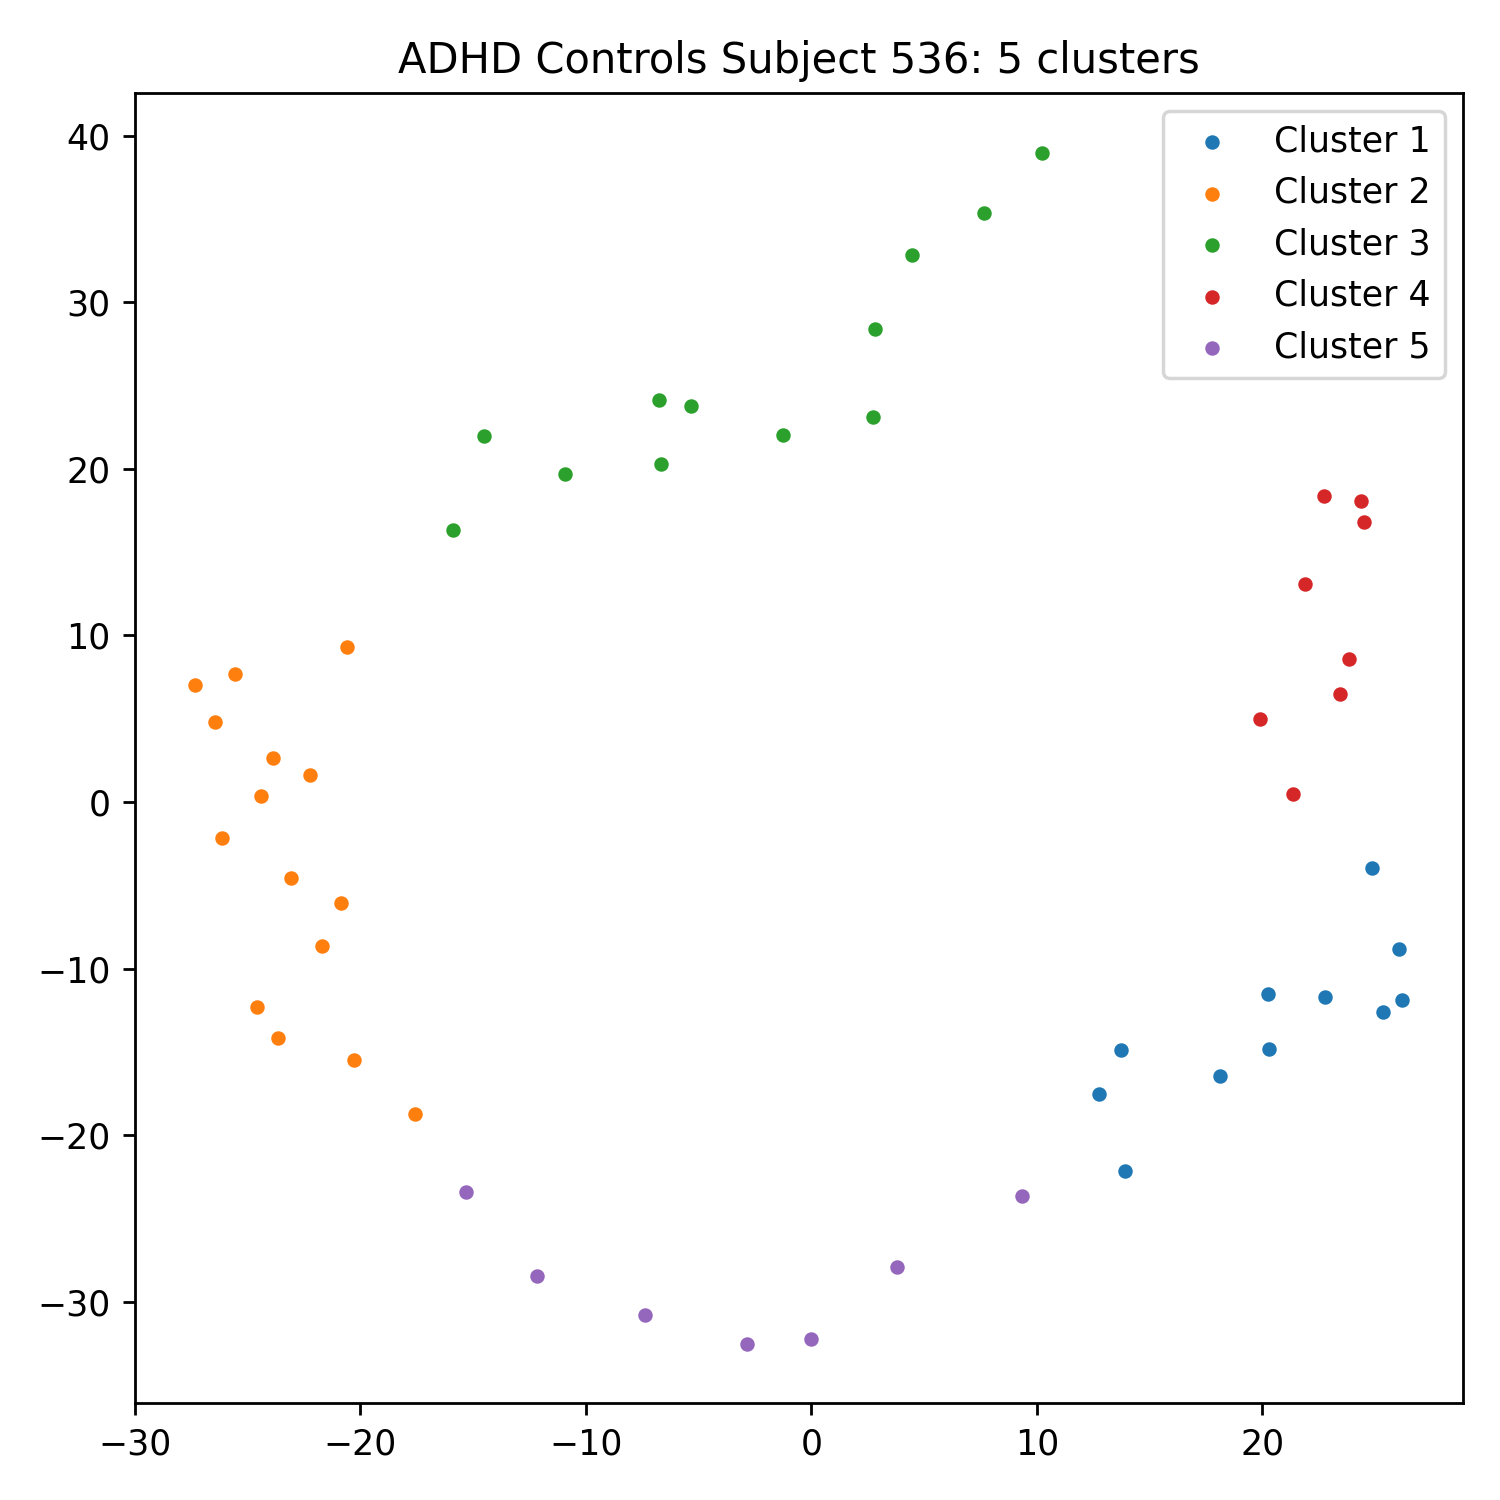 ADHD Controls Subject 536: 5 clusters
Cluster 1
Cluster 2
Cluster 3
Cluster 4
Cluster 5
40
30
20
10
0
−10
−20
−30
−30 −20 −10 0 10 20